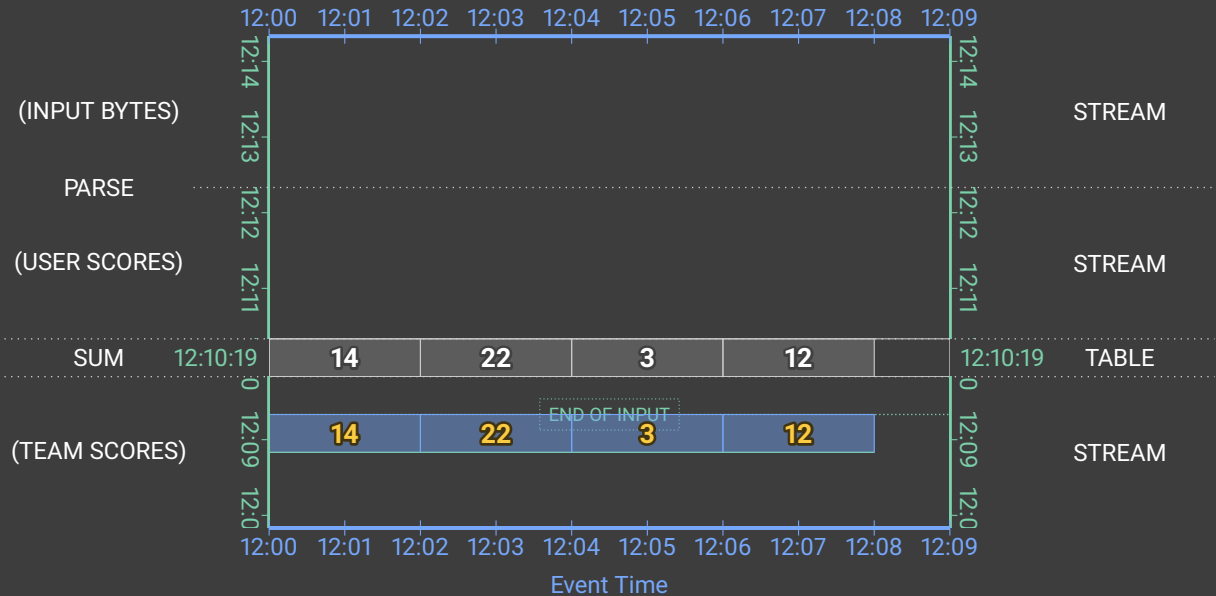 12:00 12:01 12:02 12:03 12:04 12:05 12:06 12:07 12:08 12:09
12:14 12:14
(INPUT BYTES) STREAM
12:13 12:13
PARSE
12:12 12:12
(USER SCORES) STREAM
12:11 12:11
SUM 12:10:19 14 22 3 12 12:10:19 TABLE
0 0
END OF INPUT
14 22 3 12
12:09 12:09
(TEAM SCORES) STREAM
12:0 12:0
12:00 12:01 12:02 12:03 12:04 12:05 12:06 12:07 12:08 12:09
Event Time